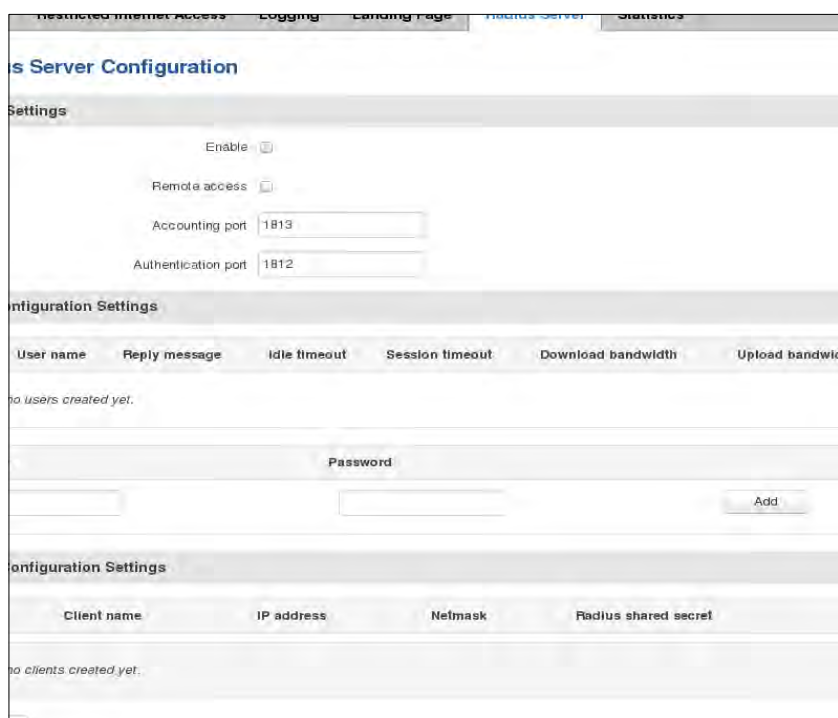 Restricted Internet Access Logging Landing Page Radius Server Statistics
us Server Configuration
Settings
Enable
Remote access
Accounting port 1813
Authentication port 1812
onfiguration Settings
User name Reply message Idle timeout Session timeout Download bandwidth Upload bandwid
no users created yet.
Password
Add
Configuration Settings
Client name IP address Netmask Radius shared secret
no clients created yet.